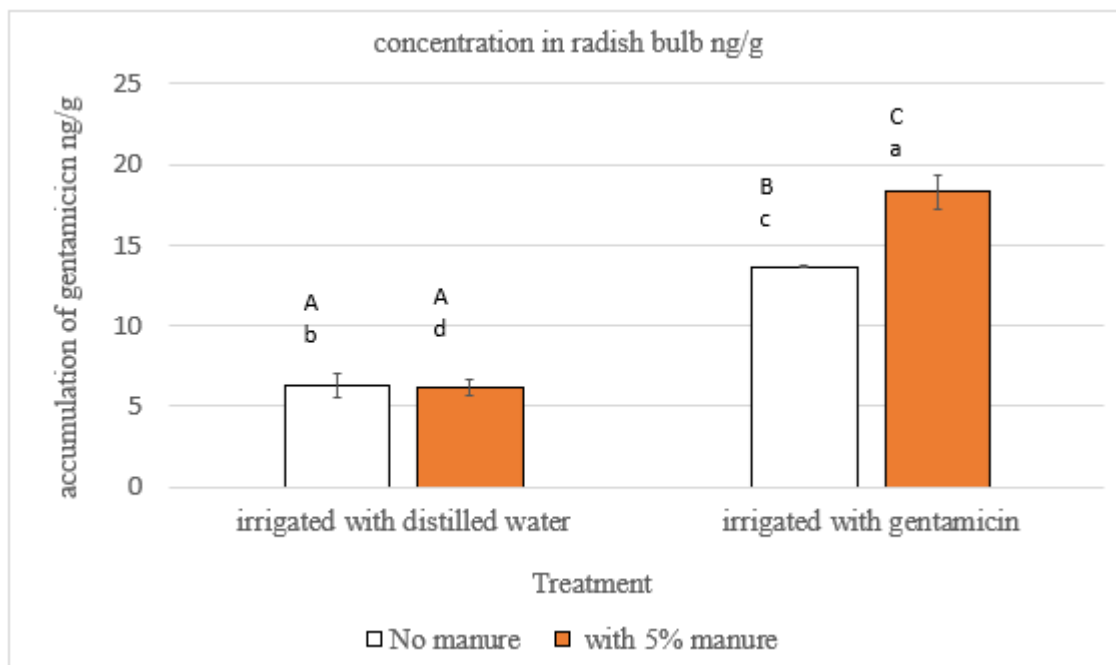 concentration in radish bulb ng/g
accumulation of gentamicicn ng/g
25
20
15
10
5
0
A
b
A
d
B
c
C
a
irrigated with distilled water
irrigated with gentamicin
Treatment
No manure
with 5% manure